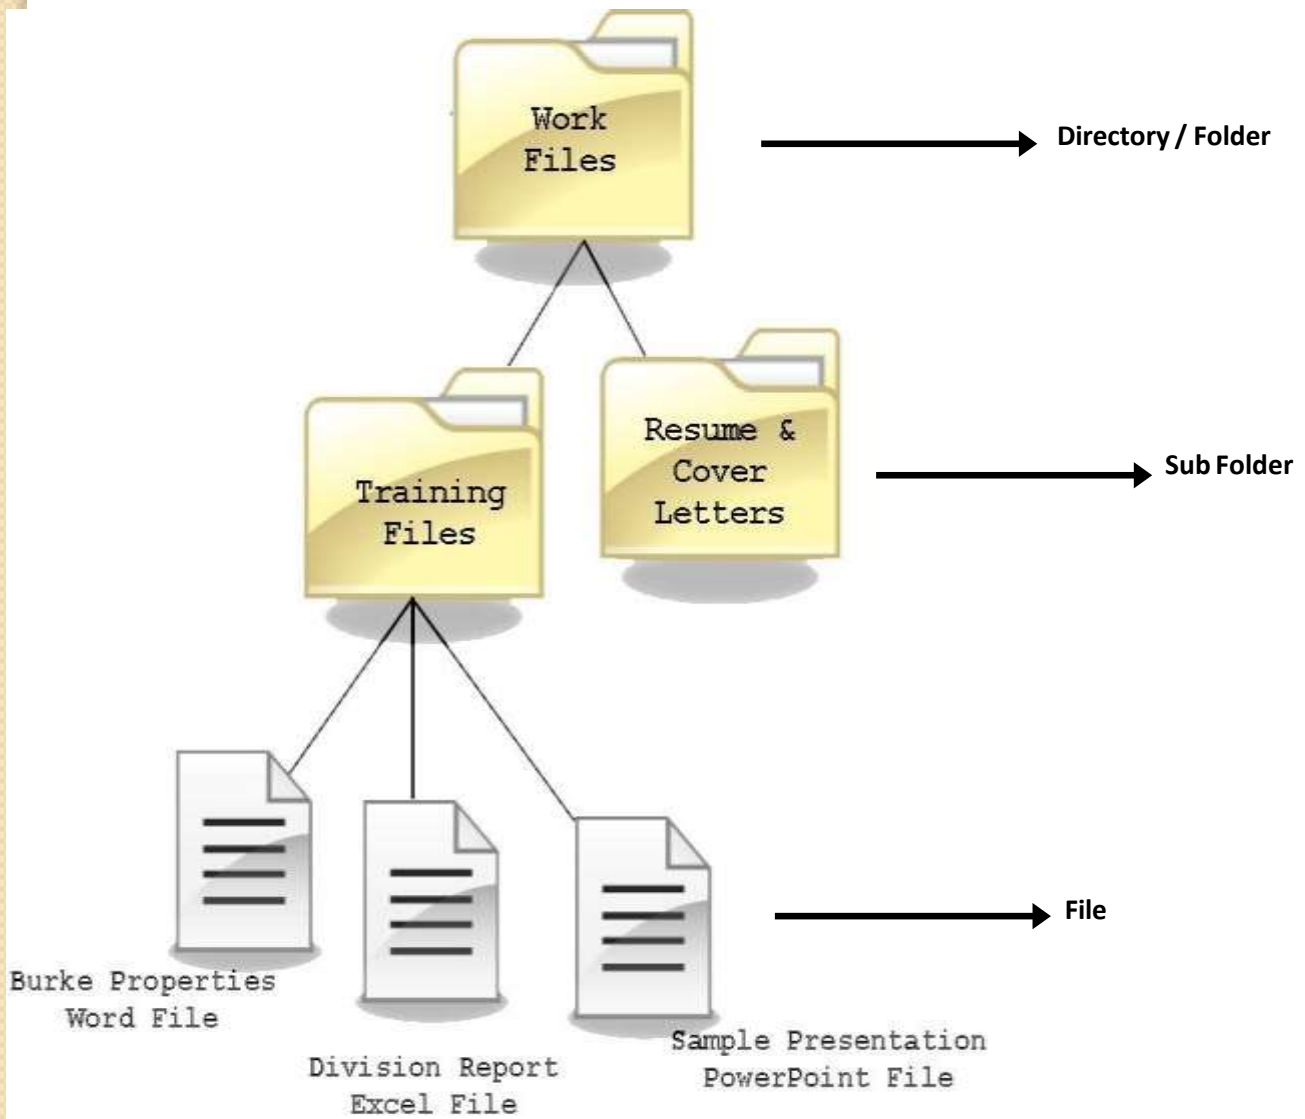 Work
Files
Directory / Folder
Training
Files
Resume &
Cover
Letters
Sub Folder
File
Burke Properties
Word File
Division Report
Excel File
Sample Presentation
PowerPoint File